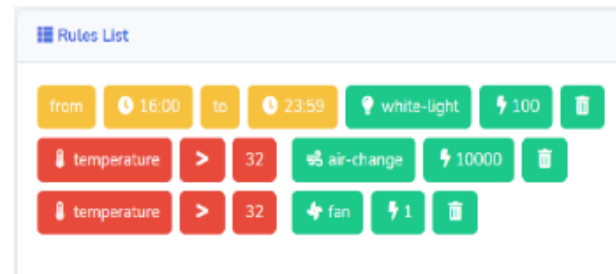 Rules List
from 16:00 to 23:59 white-light 100
temperature > 32 air-change 10000
temperature > 32 fan 1